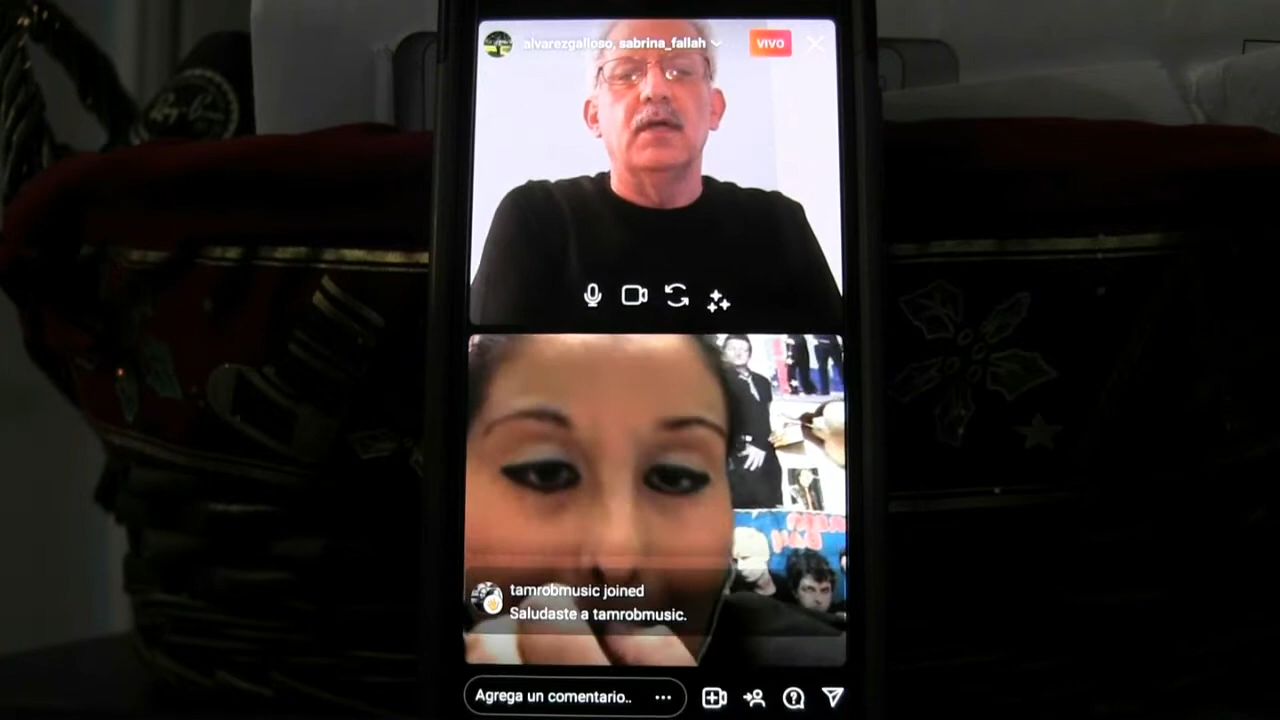 alvarezgalloso, sabrina_fallah
VIVO
tamrobmusic joined
Saludaste a tamrobmusic.
Agrega un comentario..